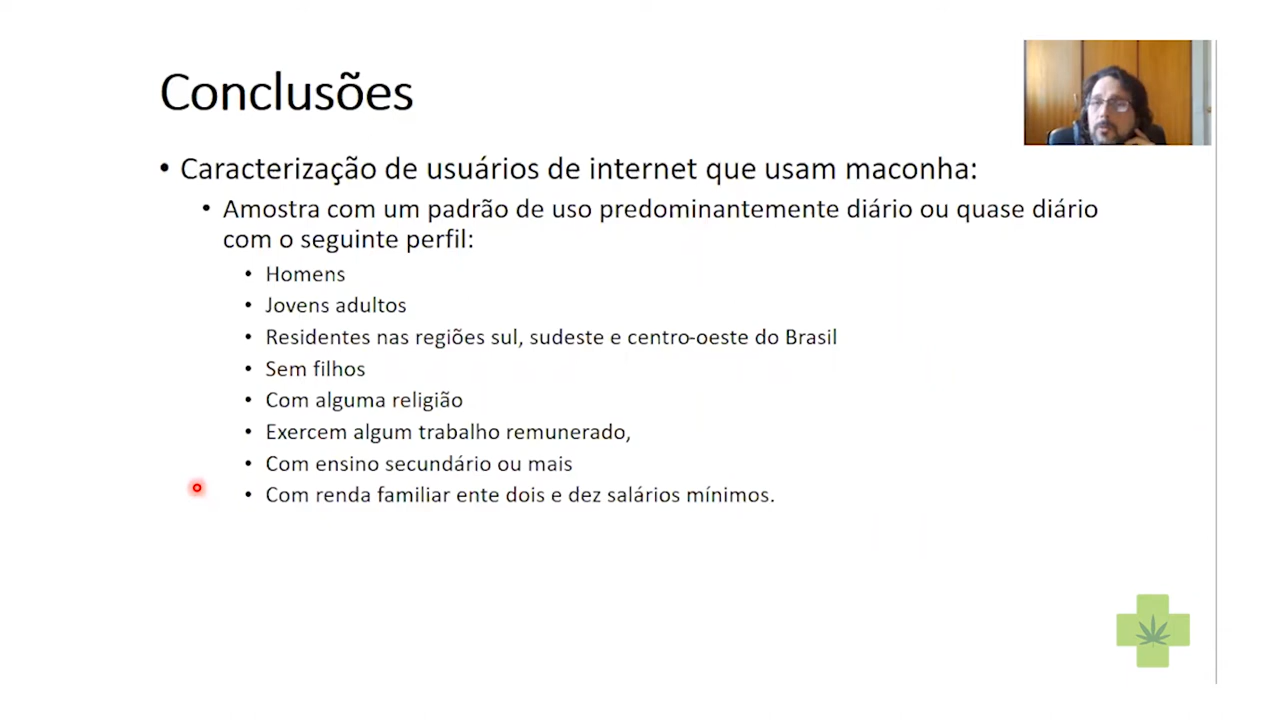 Conclusões
• Caracterização de usuários de internet que usam maconha:
• Amostra com um padrão de uso predominantemente diário ou quase diário
com o seguinte perfil:
• Homens
• Jovens adultos
• Residentes nas regiões sul, sudeste e centro-oeste do Brasil
• Sem filhos
• Com alguma religião
• Exercem algum trabalho remunerado,
• Com ensino secundário ou mais
• Com renda familiar ente dois e dez salários mínimos.